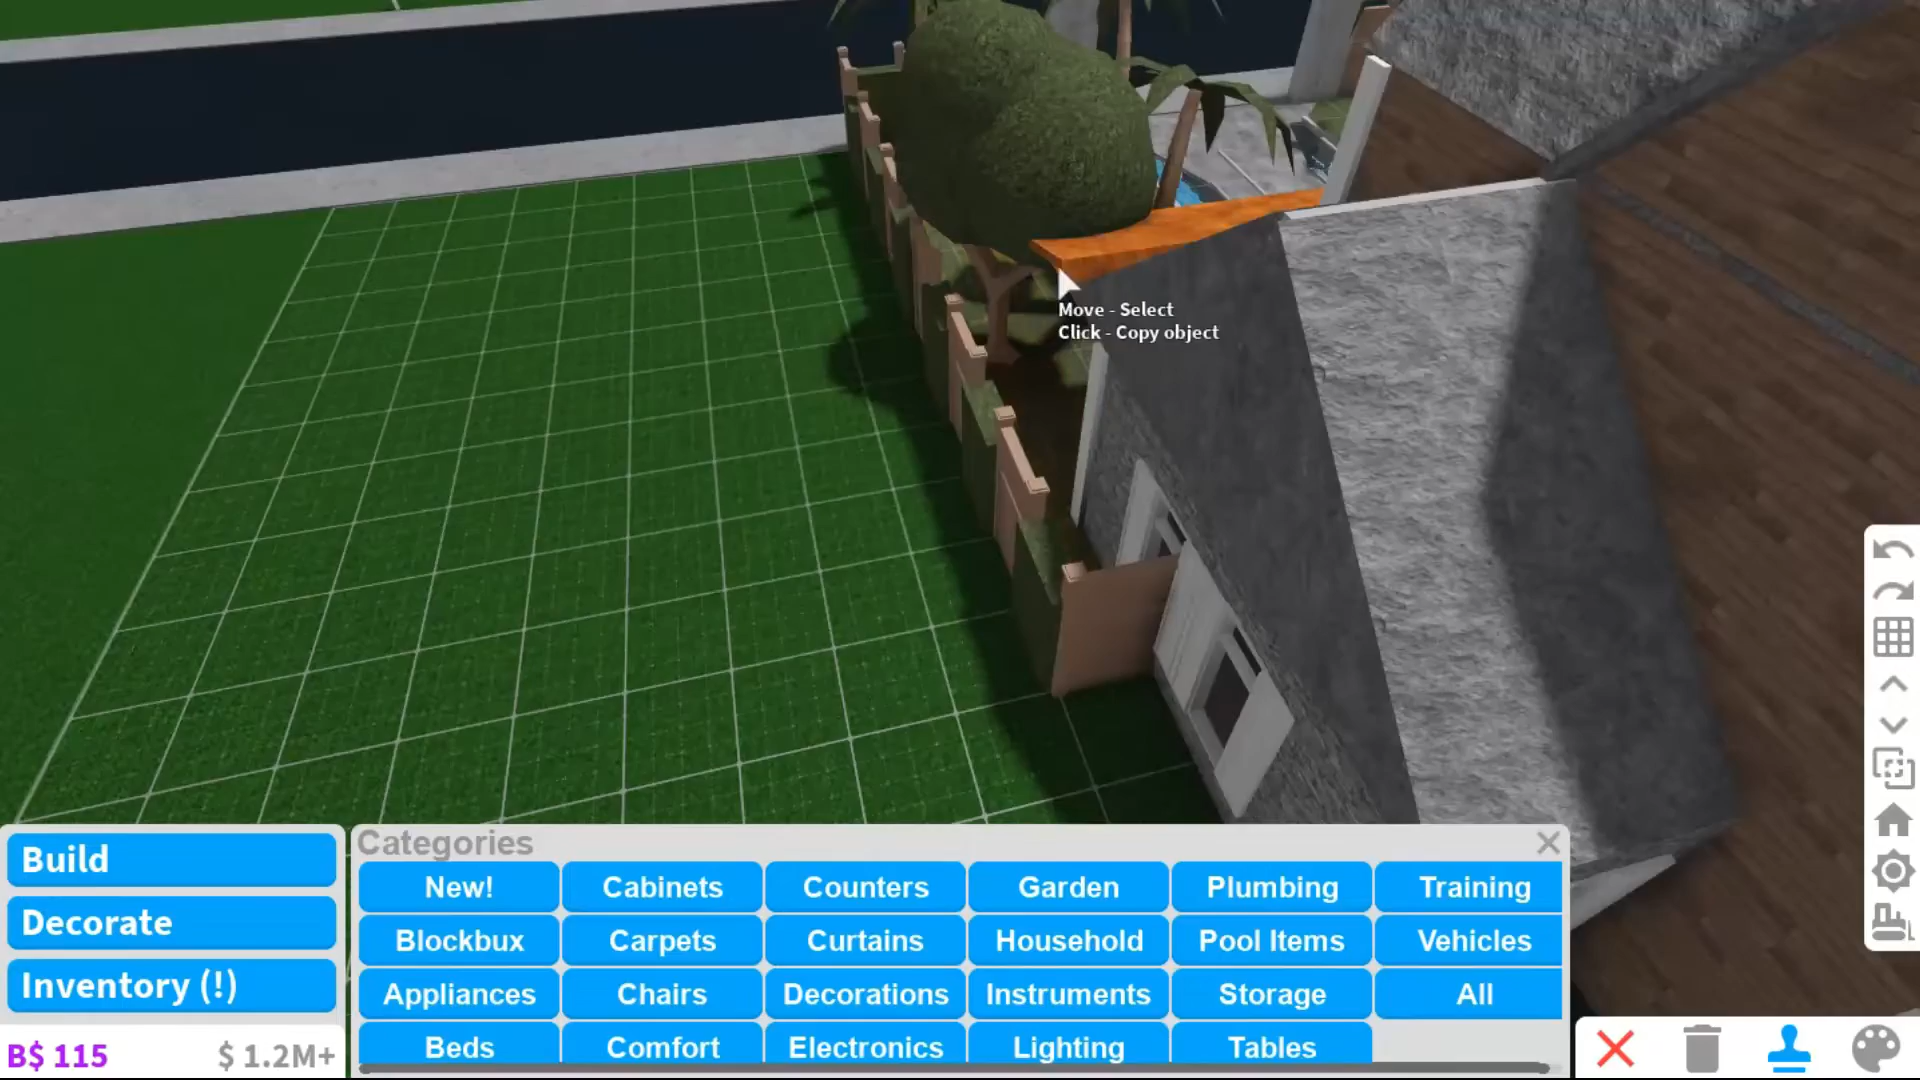 Move - Select
Click - Copy object
Build
Decorate
Inventory (!)
B$ 115
$ 1.2M+
Categories
New!
Cabinets
Counters
Garden
Plumbing
Training
Blockbux
Carpets
Curtains
Household
Pool Items
Vehicles
Appliances
Chairs
Decorations
Instruments
Storage
All
Beds
Comfort
Electronics
Lighting
Tables